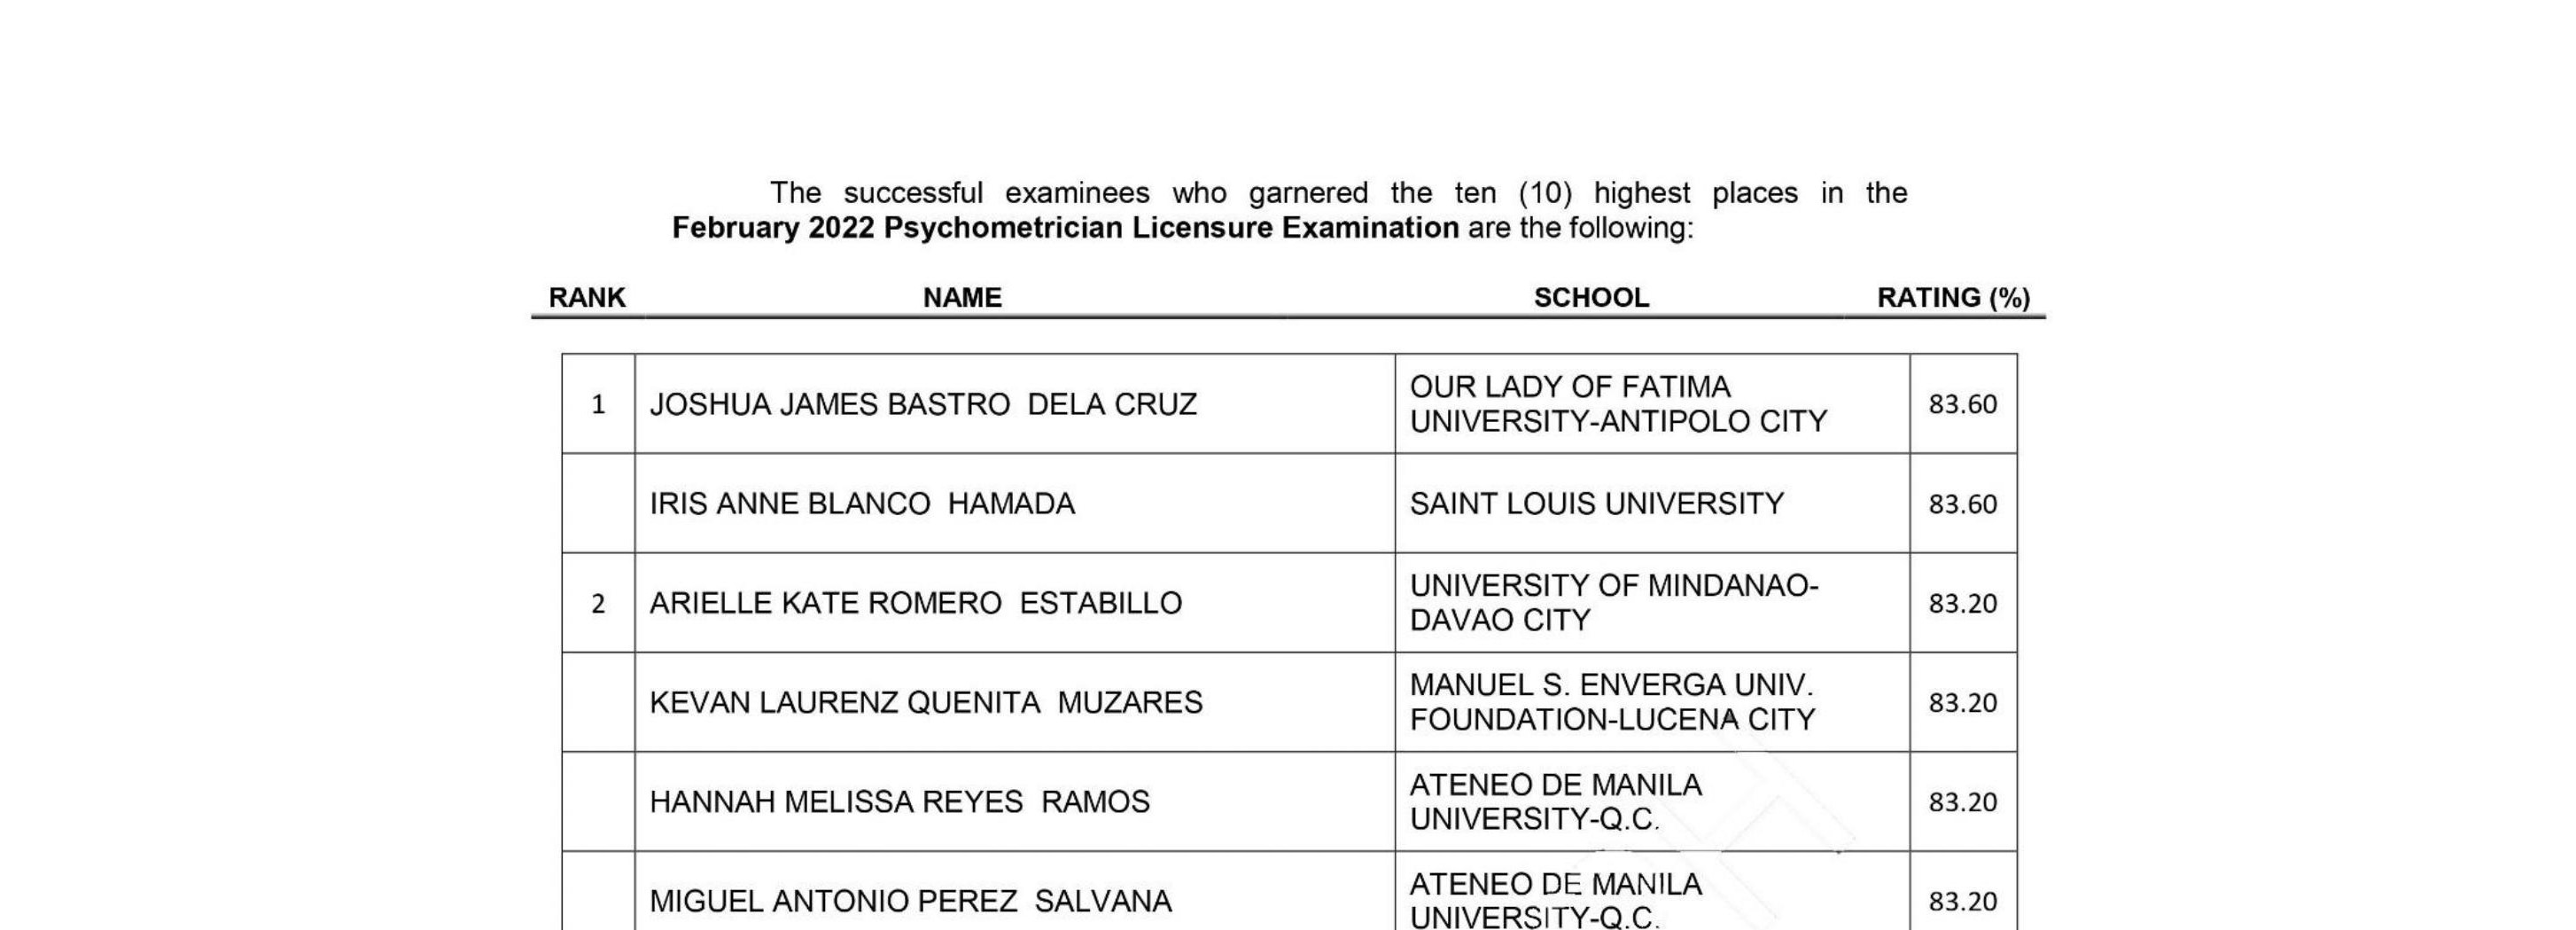 The successful examinees who garnered the ten (10) highest places in the
February 2022 Psychometrician Licensure Examination are the following:
RANK NAME SCHOOL RATING (%)
1 JOSHUA JAMES BASTRO DELA CRUZ OUR LADY OF FATIMA
UNIVERSITY-ANTIPOLO CITY 83.60
IRIS ANNE BLANCO HAMADA SAINT LOUIS UNIVERSITY 83.60
2 ARIELLE KATE ROMERO ESTABILLO UNIVERSITY OF MINDANAO-
DAVAO CITY 83.20
KEVAN LAURENZ QUENITA MUZARES MANUEL S. ENVERGA UNIV.
FOUNDATION-LUCENA CITY 83.20
HANNAH MELISSA REYES RAMOS ATENEO DE MANILA
UNIVERSITY-Q.C. 83.20
MIGUEL ANTONIO PEREZ SALVANA ATENEO DE MANILA
UNIVERSITY-Q.C. 83.20